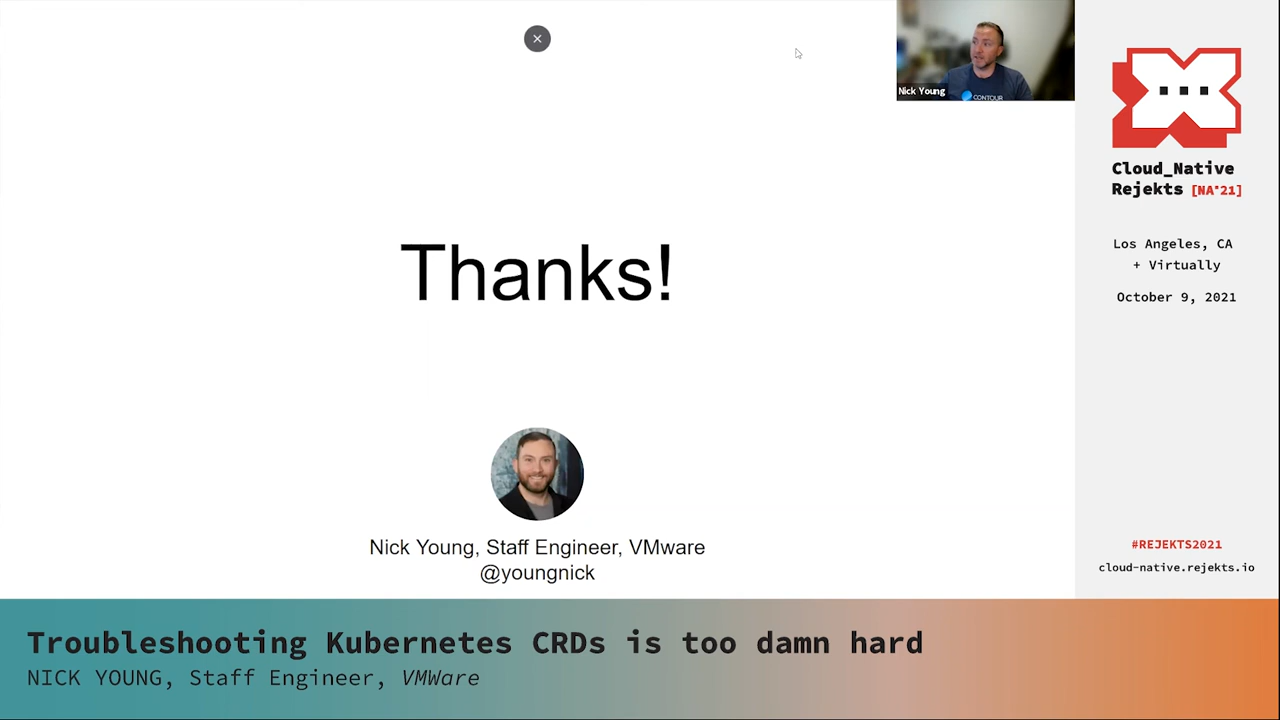 Nick Young
CONTOUR
Thanks!
Nick Young, Staff Engineer, VMware
@youngnick
Cloud_Native
Rejekts [NA'21]
Los Angeles, CA
+ Virtually
October 9, 2021
#REJEKTS2021
cloud-native.rejekts.io
Troubleshooting Kubernetes CRDs is too damn hard
NICK YOUNG, Staff Engineer, VMWare